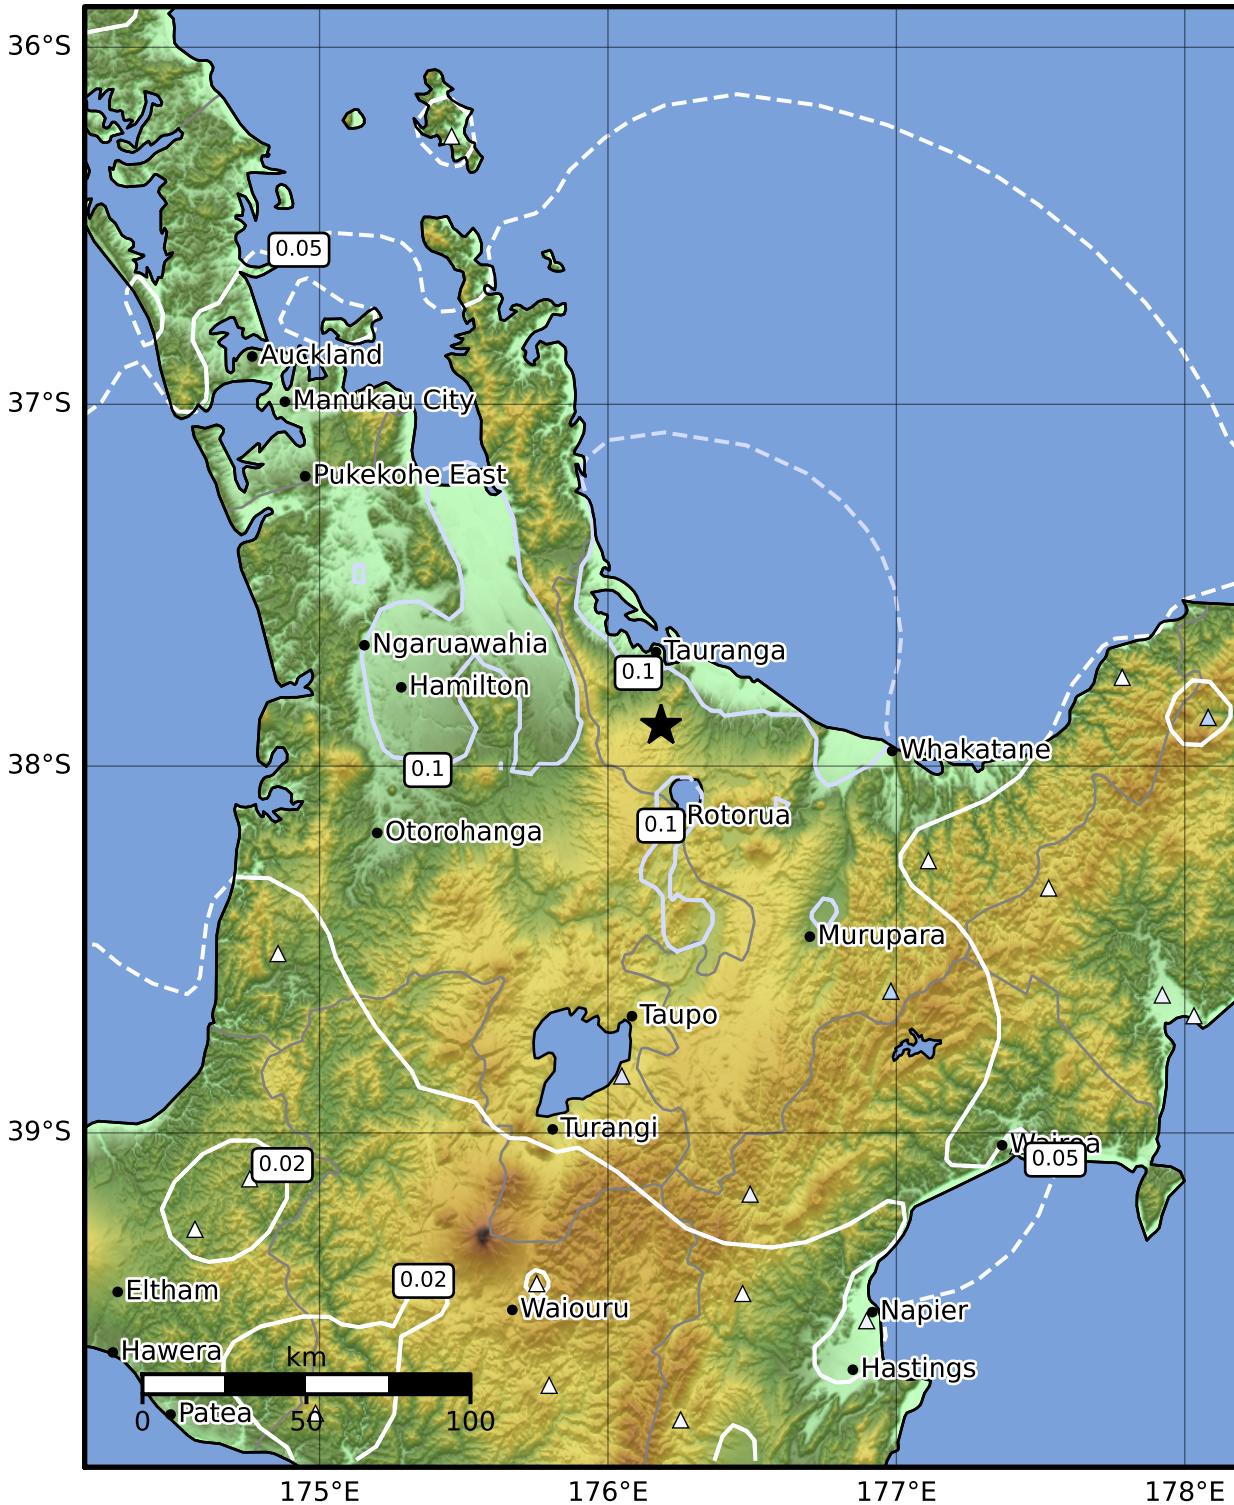 36°S
0.05
Auckland
37°S
Manukau City
Pukekohe East
Ngaruawahia
Tauranga
0.1
Hamilton
38°S
0.1
Whakatane
Rotorua
0.1
Otorohanga
Murupara
Taupo
39°S
Turangi
Wairoa
0.05
0.02
0.02
Eltham
Waiouru
Napier
Hawera
km
Hastings
Patea
0 50 100
175°E 176°E 177°E 178°E